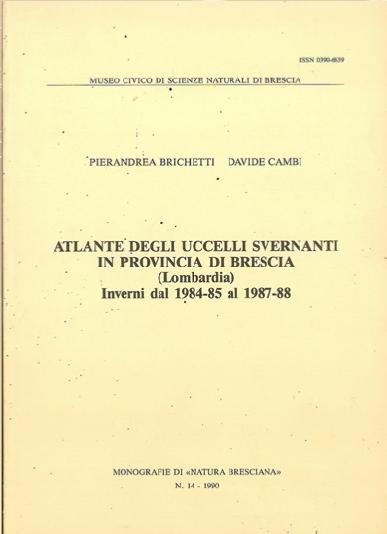 ISSN 0390-6639
MUSEO CIVICO DI SCIENZE NATURALI DI BRESCIA
PIERANDREA BRICHETTI DAVIDE CAMBI
ATLANTE DEGLI UCCELLI SVERNANTI
IN PROVINCIA DI BRESCIA
(Lombardia)
Inverni dal 1984-85 al 1987-88
MONOGRAFIE DI «NATURA BRESCIANA»
N. 14 - 1990